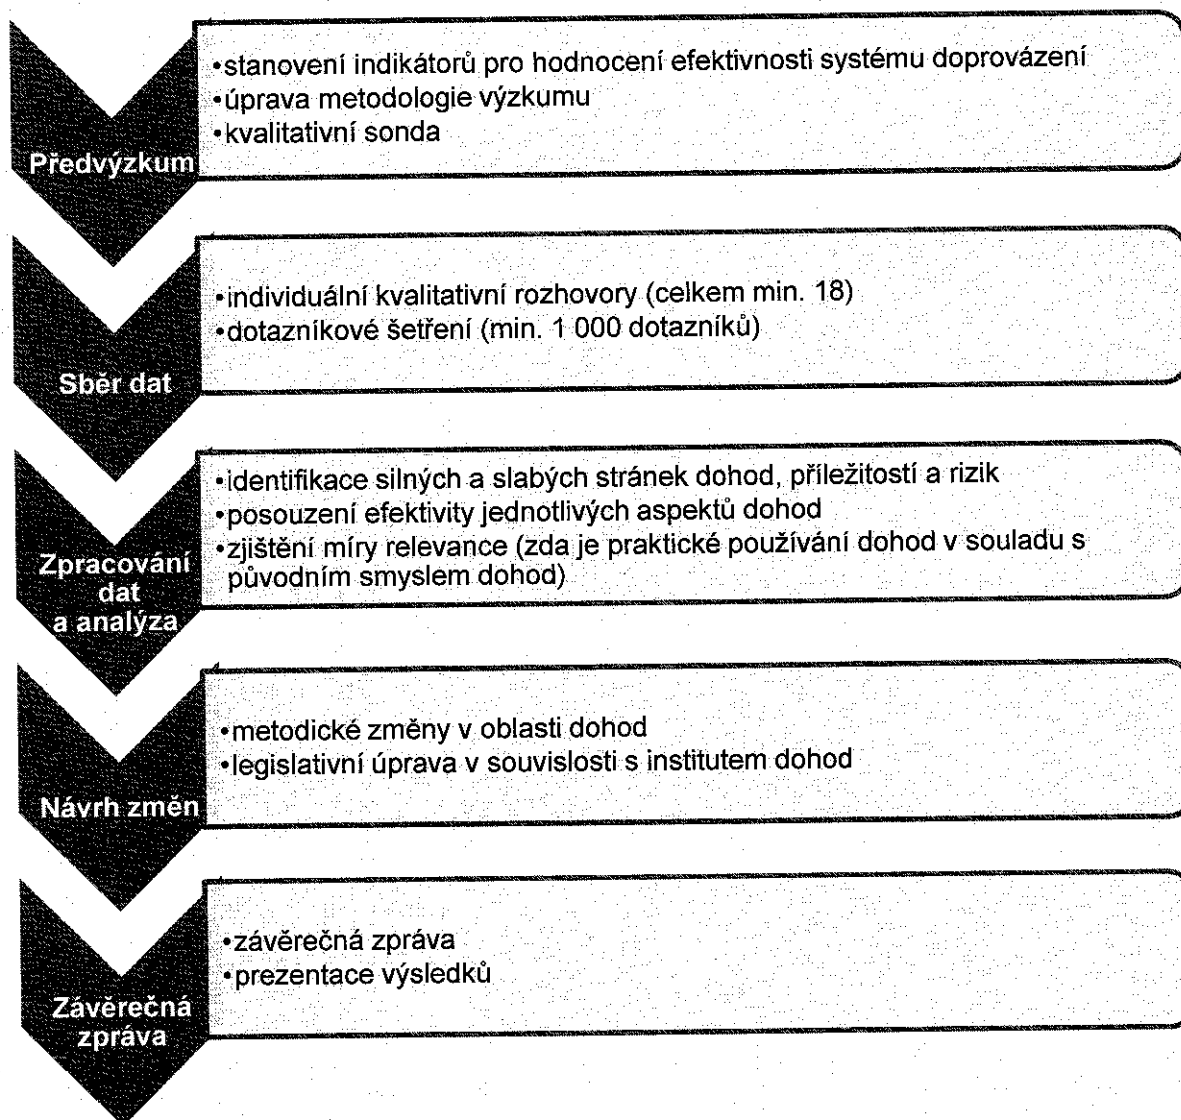 Předvýzkum
•stanovení indikátorů pro hodnocení efektivnosti systému doprovázení
•úprava metodologie výzkumu
•kvalitativní sonda
Sběr dat
•individuální kvalitativní rozhovory (celkem min. 18)
•dotazníkové šetření (min. 1 000 dotazníků)
Zpracování
dat
a analýza
•identifikace silných a slabých stránek dohod, příležitostí a rizik
•posouzení efektivity jednotlivých aspektů dohod
•zjištění míry relevance (zda je praktické používání dohod v souladu s
původním smyslem dohod)
Návrh změn
•metodické změny v oblasti dohod
•legislativní úprava v souvislosti s institutem dohod
Závěrečná
zpráva
•závěrečná zpráva
•prezentace výsledků